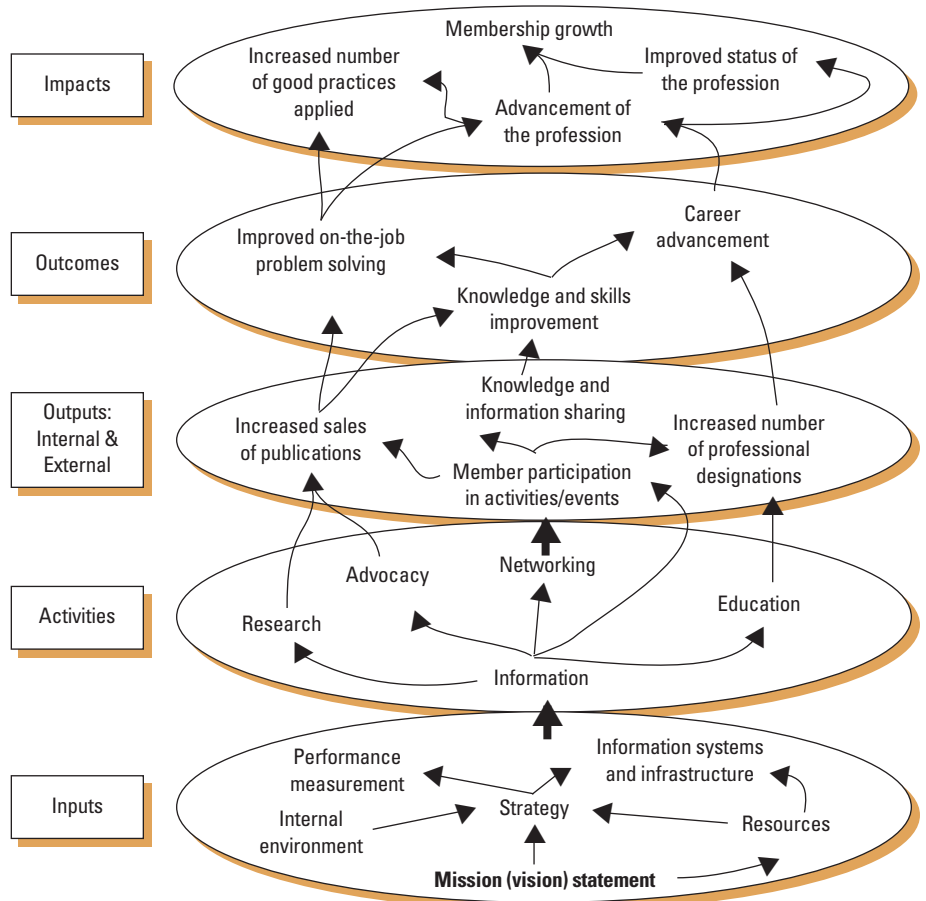 Impacts
Membership growth
Increased number
of good practices
applied
Improved status of
the profession
Advancement of
the profession
Outcomes
Career
advancement
Improved on-the-job
problem solving
Knowledge and skills
improvement
Outputs:
Internal &
External
Knowledge and
information sharing
Increased sales
of publications
Increased number
of professional
designations
Member participation
in activities/events
Activities
Networking
Advocacy
Education
Research
Information
Inputs
Performance
measurement
Information systems
and infrastructure
Strategy
Internal
environment
Resources
Mission (vision) statement